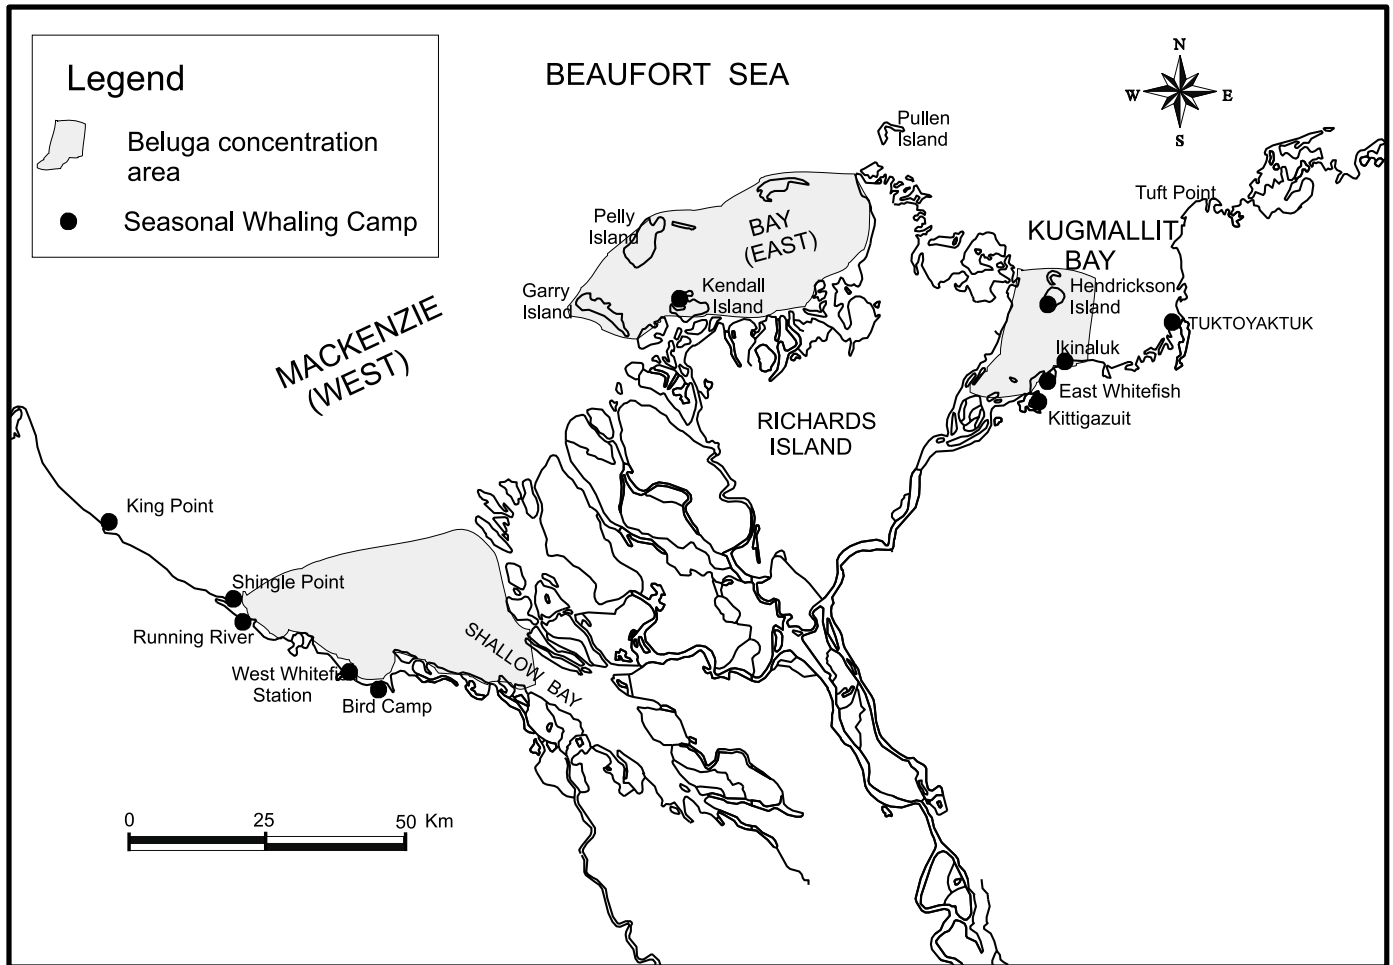 Legend
Beluga concentration
area
Seasonal Whaling Camp
BEAUFORT SEA
N
W
E
S
Pullen
Island
Tuft Point
Pelly
Island
BAY
(EAST)
KUGMALLIT
BAY
Garry
Island
Kendall
Island
Hendrickson
Island
TUKTOYAKTUK
MACKENZIE
(WEST)
Ikinaluk
East Whitefish
Kittigazuit
RICHARDS
ISLAND
King Point
Shingle Point
Running River
SHALLOW BAY
West Whitefi
Station
Bird Camp
0 25 50 Km